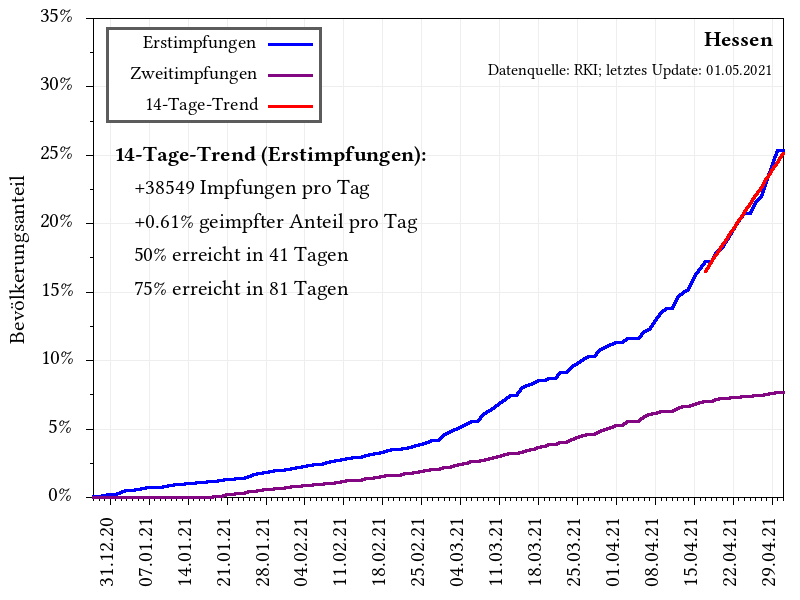 35%
30%
25%
20%
15%
10%
5%
0%
Bevölkerungsanteil
Erstimpfungen
Zweitimpfungen
14-Tage-Trend
Hessen
Datenquelle: RKI; letztes Update: 01.05.2021
14-Tage-Trend (Erstimpfungen):
+38549 Impfungen pro Tag
+0.61% geimpfter Anteil pro Tag
50% erreicht in 41 Tagen
75% erreicht in 81 Tagen
31.12.20
07.01.21
14.01.21
21.01.21
28.01.21
04.02.21
11.02.21
18.02.21
25.02.21
04.03.21
11.03.21
18.03.21
25.03.21
01.04.21
08.04.21
15.04.21
22.04.21
29.04.21